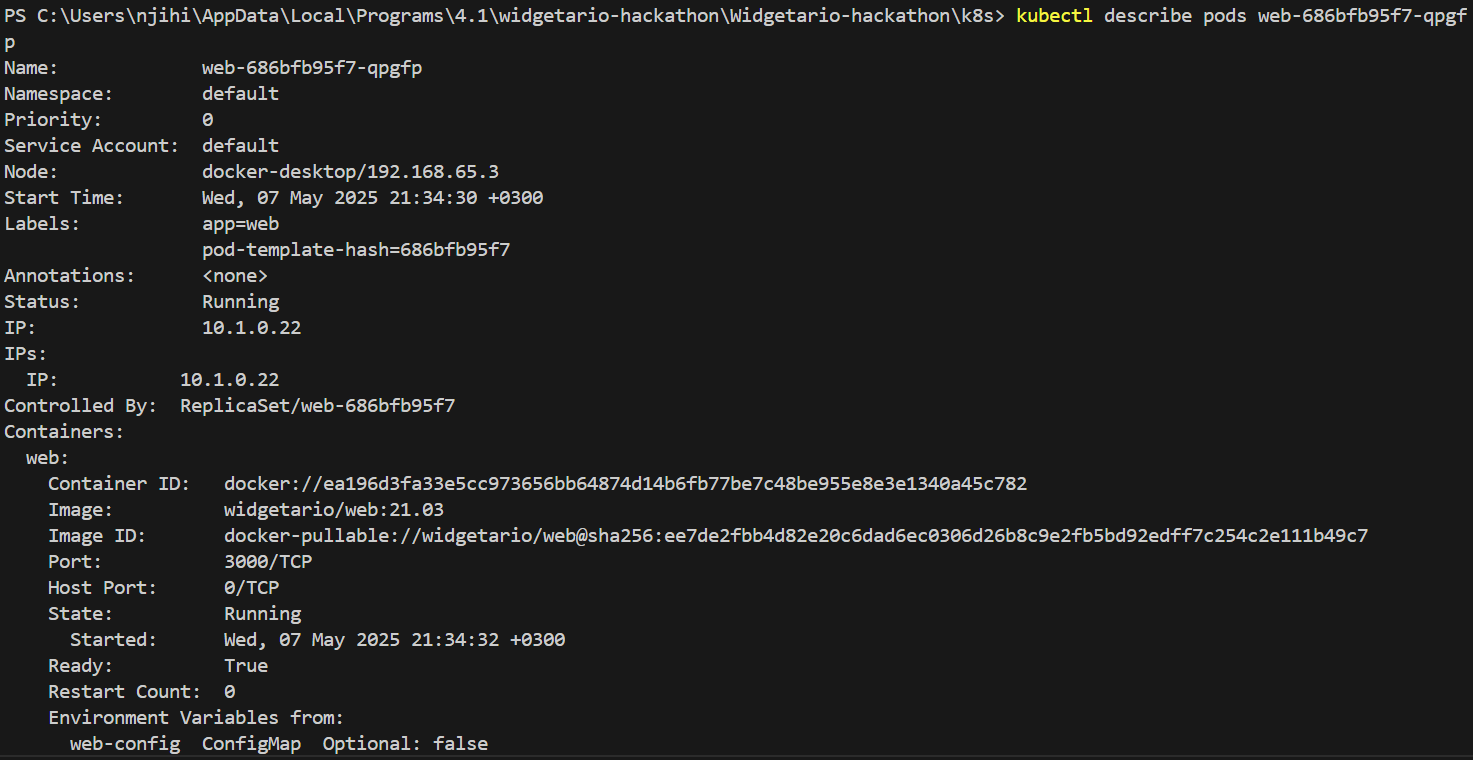 PS C:\Users\njihi\AppData\Local\Programs\4.1\widgetario-hackathon\Widgetario-hackathon\k8s> kubectl describe pods web-686bfb95f7-qpgf
p
Name:             web-686bfb95f7-qpgfp
Namespace:        default
Priority:         0
Service Account:  default
Node:             docker-desktop/192.168.65.3
Start Time:       Wed, 07 May 2025 21:34:30 +0300
Labels:           app=web
                  pod-template-hash=686bfb95f7
Annotations:      <none>
Status:           Running
IP:               10.1.0.22
IPs:
  IP:           10.1.0.22
Controlled By:  ReplicaSet/web-686bfb95f7
Containers:
  web:
    Container ID:   docker://ea196d3fa33e5cc973656bb64874d14b6fb77be7c48be955e8e3e1340a45c782
    Image:          widgetario/web:21.03
    Image ID:       docker-pullable://widgetario/web@sha256:ee7de2fbb4d82e20c6dad6ec0306d26b8c9e2fb5bd92edff7c254c2e111b49c7
    Port:           3000/TCP
    Host Port:      0/TCP
    State:          Running
      Started:      Wed, 07 May 2025 21:34:32 +0300
    Ready:          True
    Restart Count:  0
    Environment Variables from:
      web-config  ConfigMap  Optional: false